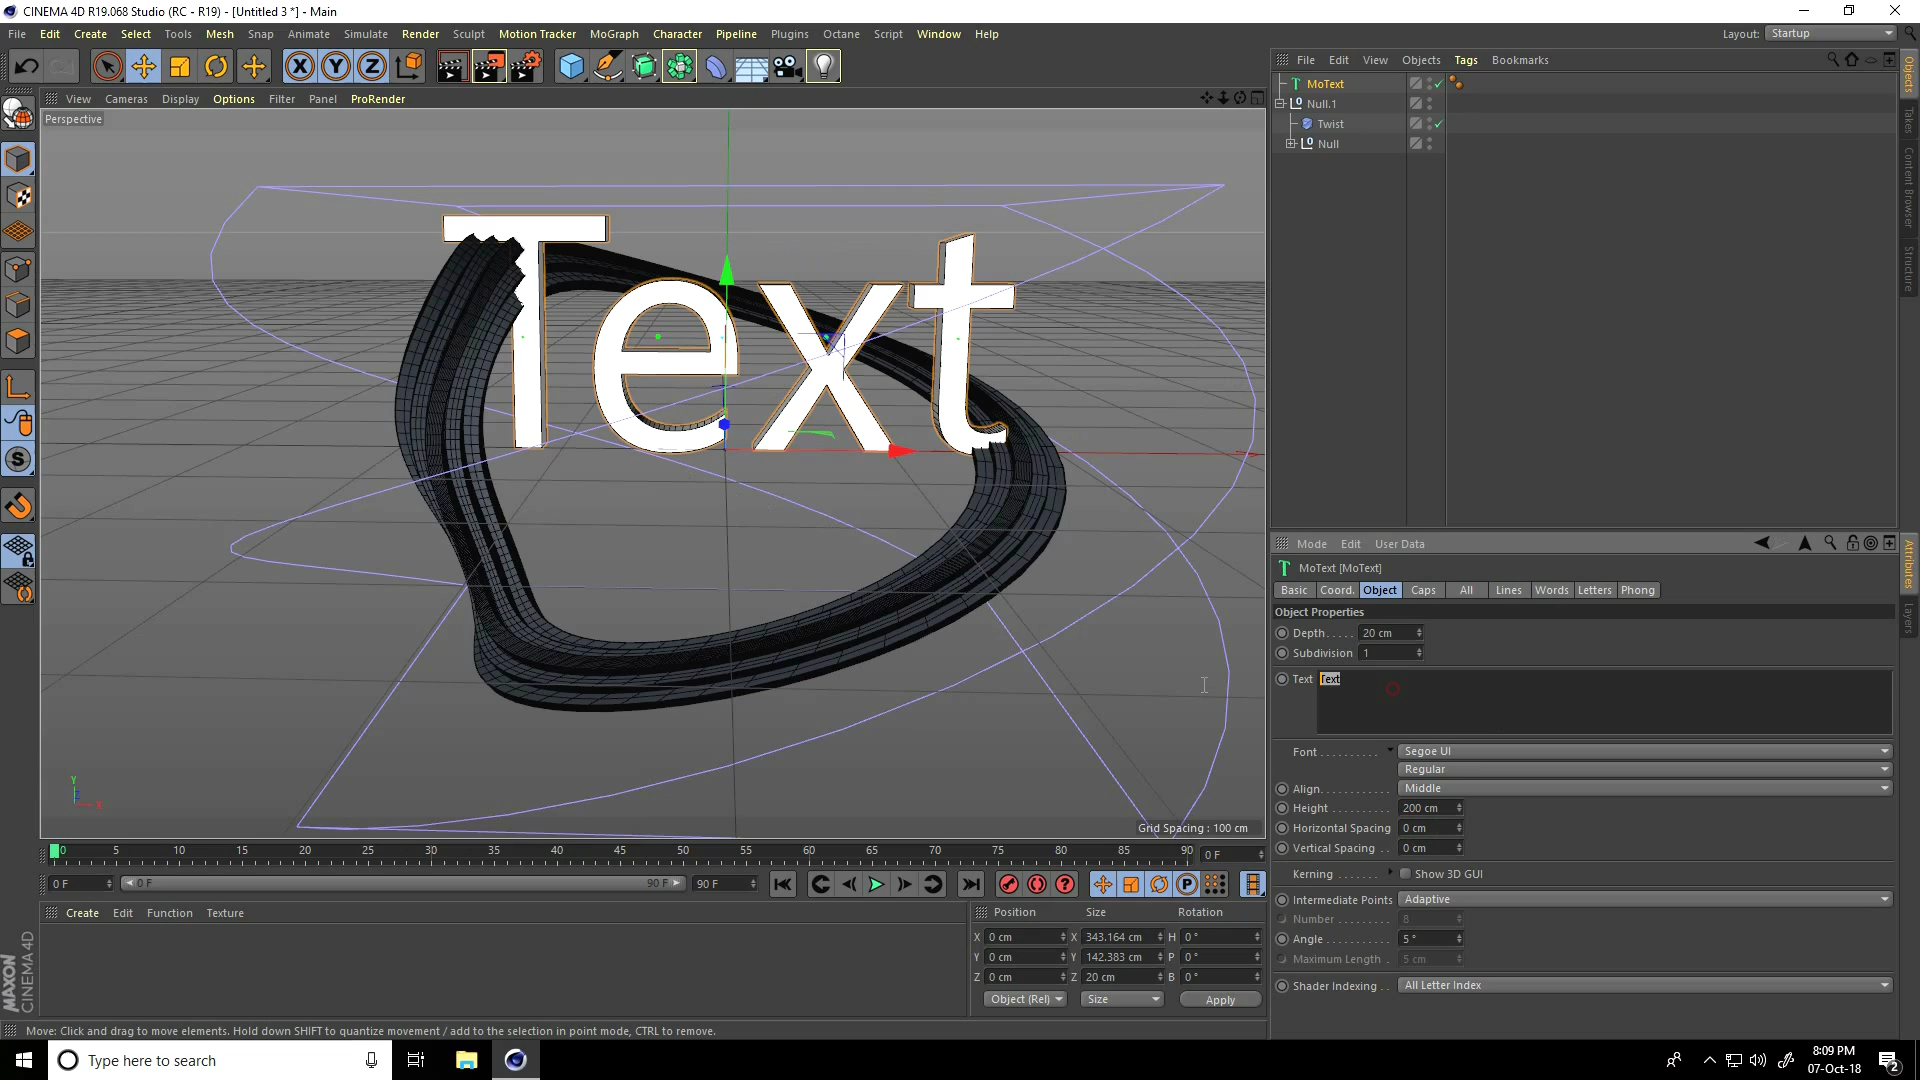 CINEMA 4D R19.068 Studio (RC - R19) - [Untitled 3 *] - Main
File Edit Create Select Tools Snap Animate Simulate Render Sculpt Motion Tracker MoGraph Character Pipeline Plugins Octane Script Window Help Layout: Startup
File Edit View Objects Tags Bookmarks
View Cameras Display Options Filter Panel ProRender
Perspective
MoText
Null.1
Twist
Null
Text
Objects
Takes
Content Browser
Structure
Mode Edit User Data
MoText [MoText]
Basic Coord. Object Caps All Lines Words Letters Phong
Object Properties
Depth..... 20 cm
Subdivision 1
Text Text
Font .......... Segoe UI
Regular
Align........... Middle
Height ......... 200 cm
Horizontal Spacing 0 cm
Vertical Spacing .. 0 cm
Kerning ....... Show 3D GUI
Intermediate Points Adaptive
Number ......... 8
Angle ........... 5 °
Maximum Length . 5 cm
Shader Indexing .. All Letter Index
Attributes
Layers
Y
X
Grid Spacing : 100 cm
0 5 10 15 20 25 30 35 40 45 50 55 60 65 70 75 80 85 90 0 F
0 F 0 F 90 F 90 F
Create Edit Function Texture
Position Size Rotation
X 0 cm X 343.164 cm H 0 °
Y 0 cm Y 142.383 cm P 0 °
Z 0 cm Z 20 cm B 0 °
Object (Rel) Size Apply
MAXON
CINEMA 4D
Move: Click and drag to move elements. Hold down SHIFT to quantize movement / add to the selection in point mode, CTRL to remove.
Type here to search
8:09 PM
07-Oct-18
2